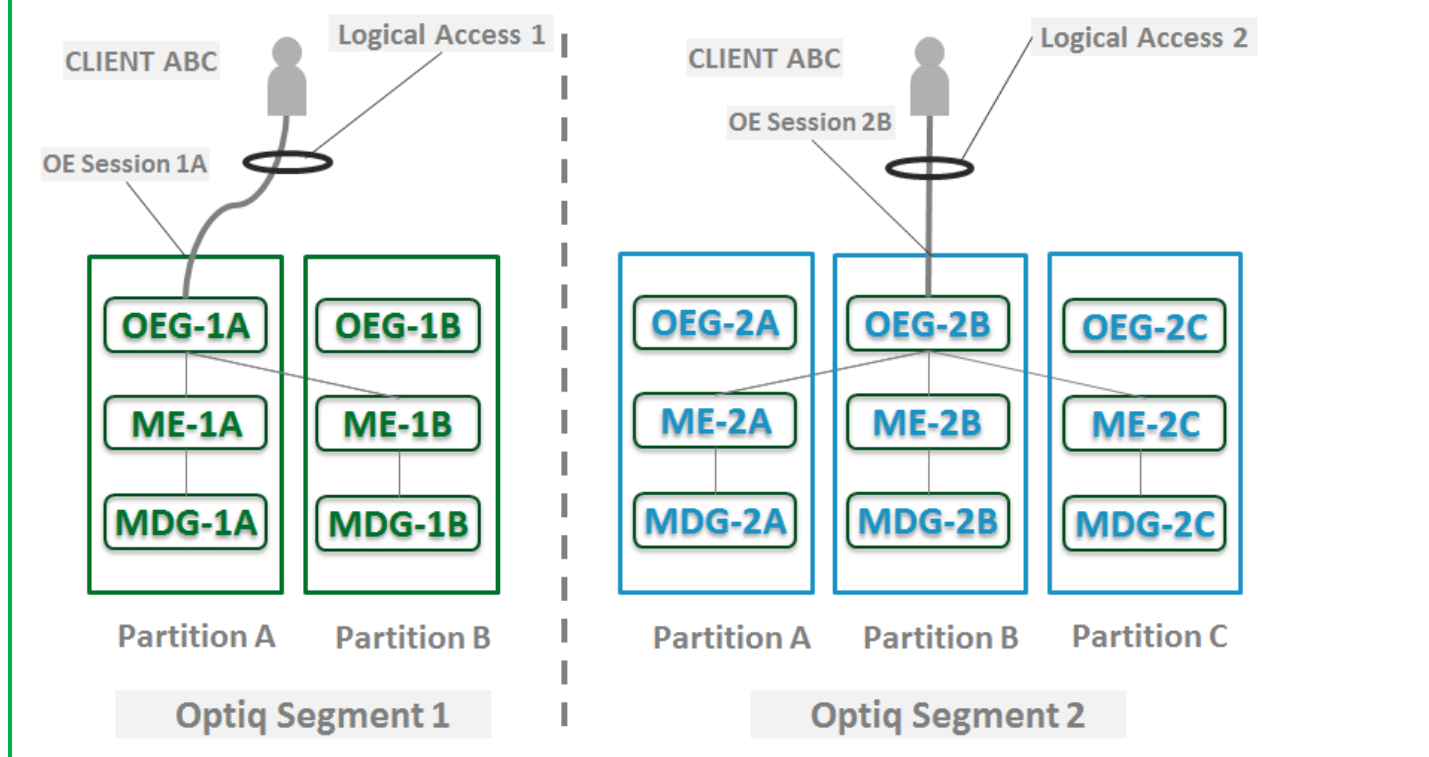 Logical Access 1
CLIENT ABC
OE Session 1A
OEG-1A
OEG-1B
ME-1A
ME-1B
MDG-1A
MDG-1B
Partition A
Partition B
Optiq Segment 1
Logical Access 2
CLIENT ABC
OE Session 2B
OEG-2A
OEG-2B
OEG-2C
ME-2A
ME-2B
ME-2C
MDG-2A
MDG-2B
MDG-2C
Partition A
Partition B
Partition C
Optiq Segment 2